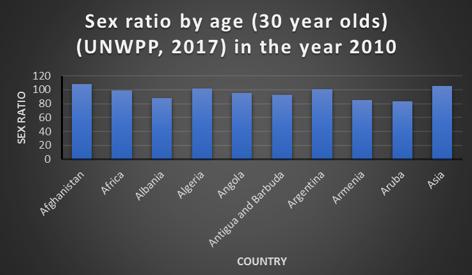 Sex ratio by age (30 year olds)
(UNWPP, 2017) in the year 2010
SEX RATIO
120
100
80
60
40
20
0
Afghanistan
Africa
Albania
Algeria
Angola
Antigua and Barbuda
Argentina
Armenia
Aruba
Asia
COUNTRY